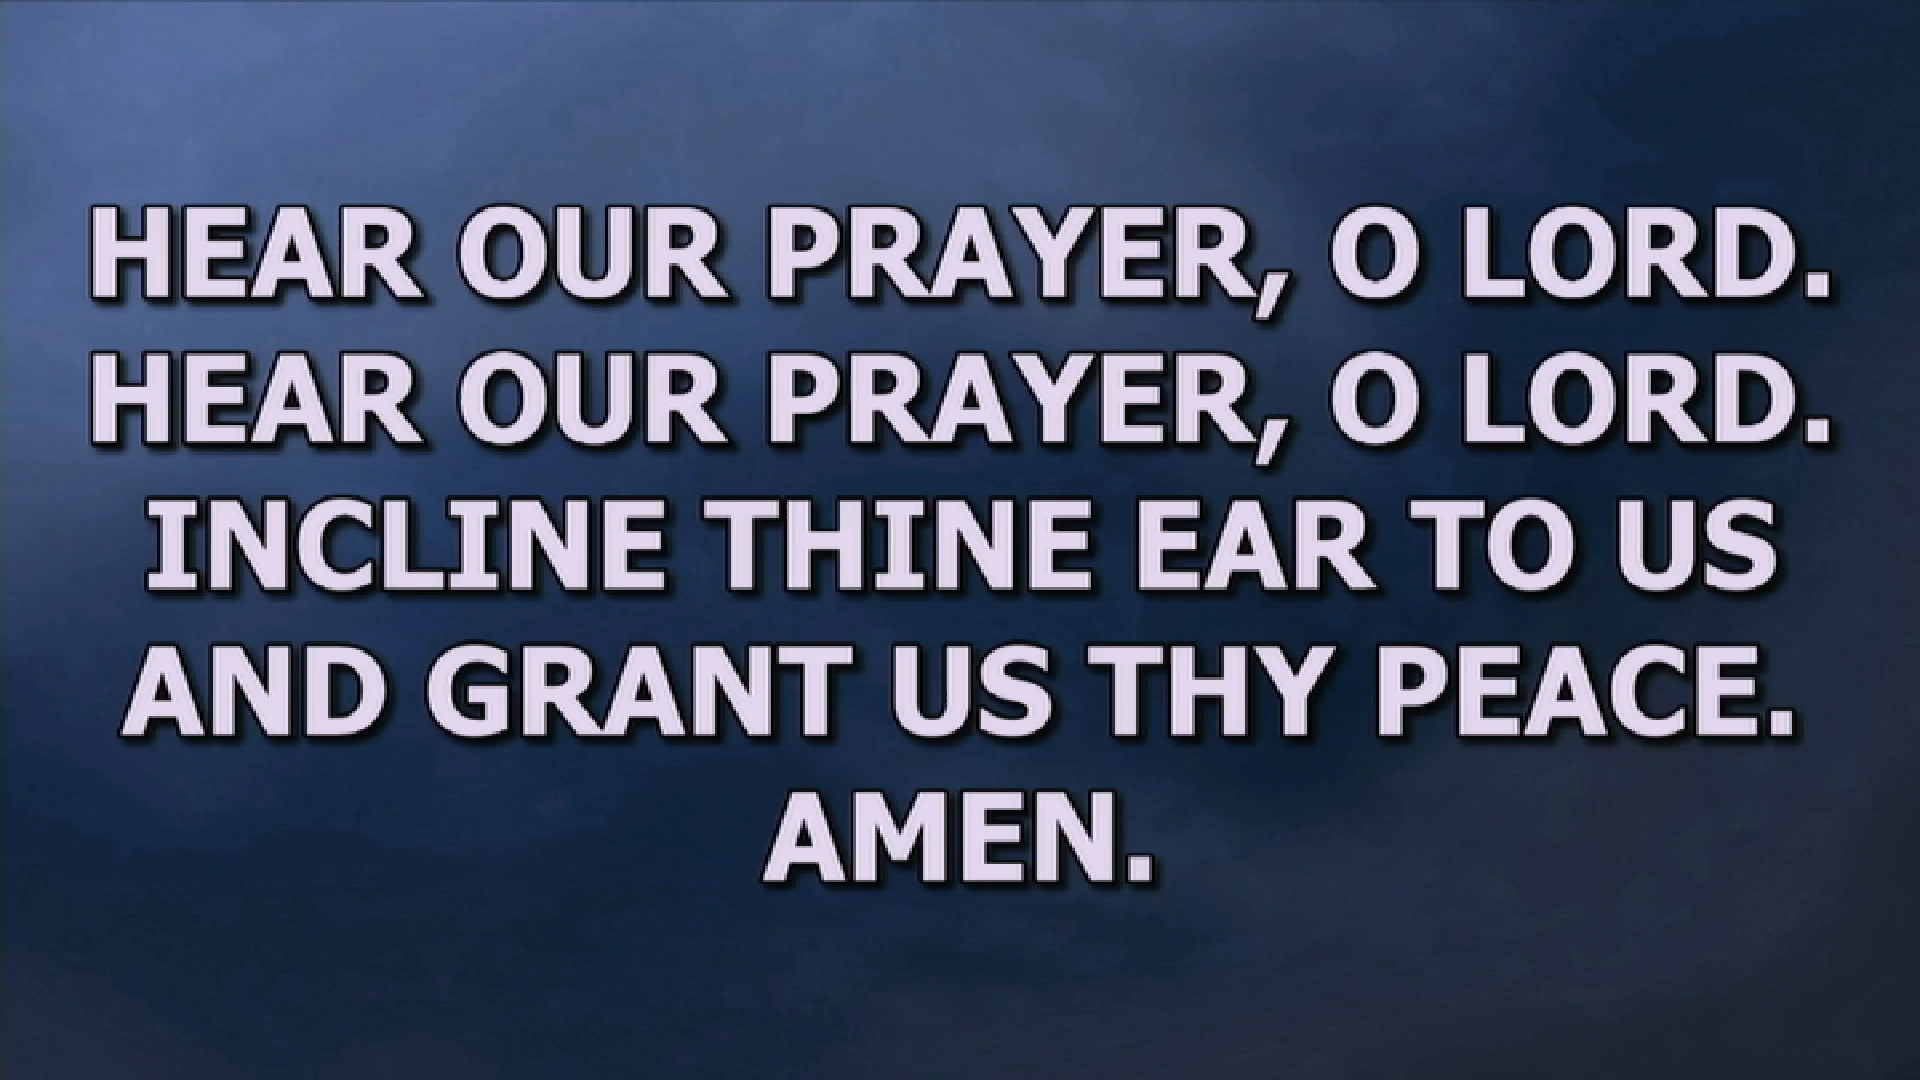 HEAR OUR PRAYER, O LORD.
HEAR OUR PRAYER, O LORD.
INCLINE THINE EAR TO US
AND GRANT US THY PEACE.
AMEN.